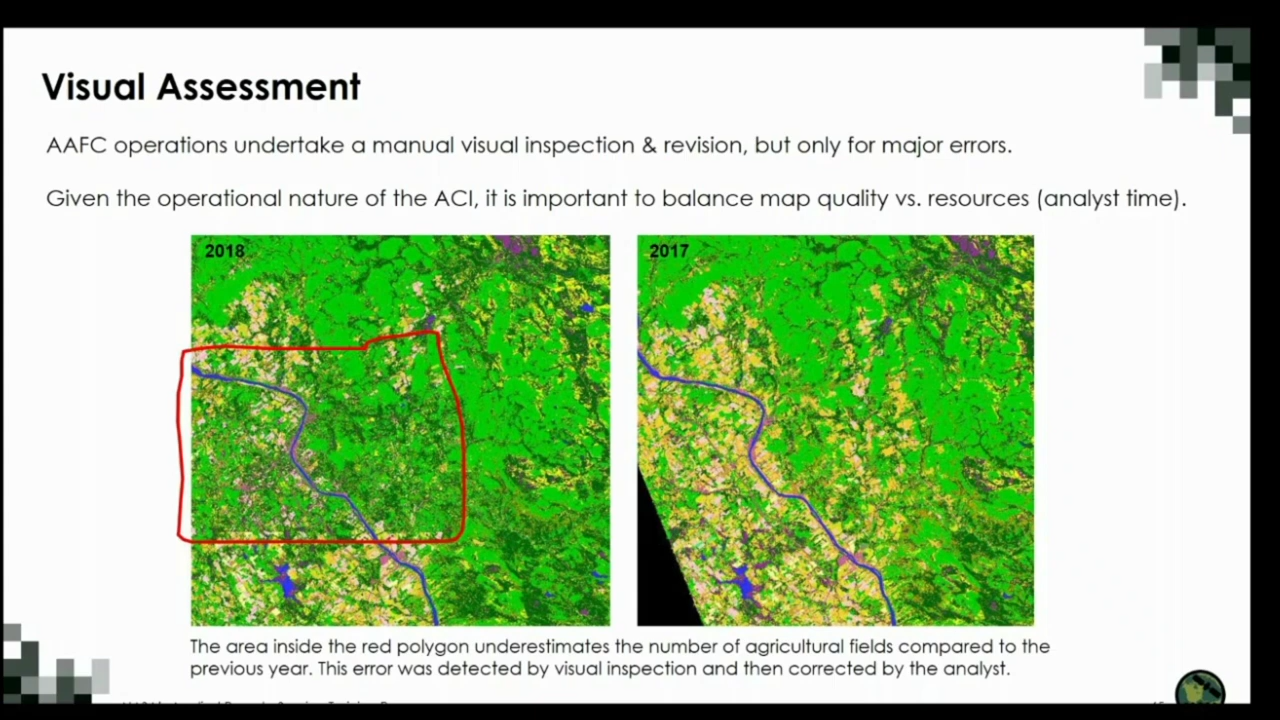 Visual Assessment
AAFC operations undertake a manual visual inspection & revision, but only for major errors.
Given the operational nature of the ACI, it is important to balance map quality vs. resources (analyst time).
2018
2017
The area inside the red polygon underestimates the number of agricultural fields compared to the
previous year. This error was detected by visual inspection and then corrected by the analyst.